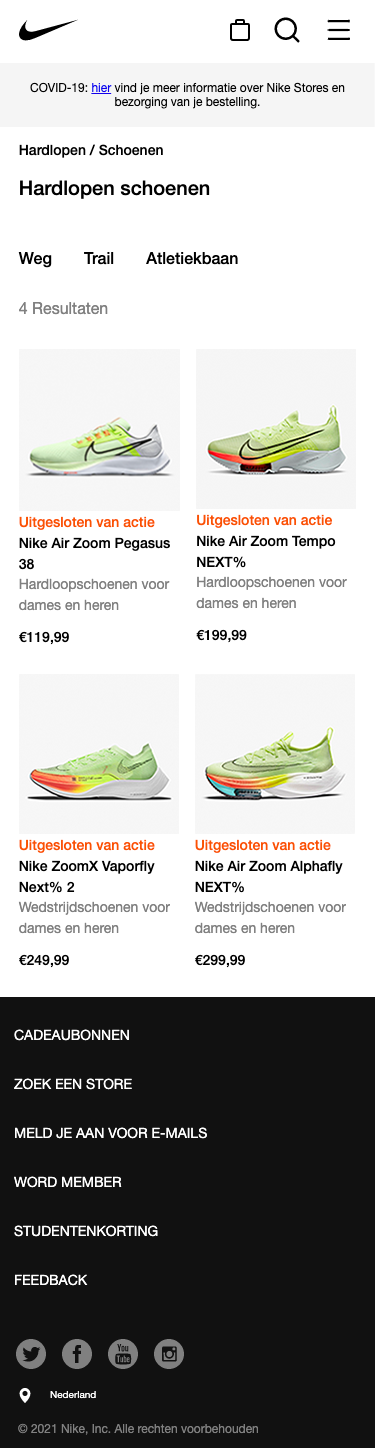 COVID-19: hier vind je meer informatie over Nike Stores en
bezorging van je bestelling.
Hardlopen / Schoenen
Hardlopen schoenen
Weg Trail Atletiekbaan
4 Resultaten
Uitgesloten van actie
Nike Air Zoom Pegasus
38
Hardloopschoenen voor
dames en heren
€119,99
Uitgesloten van actie
Nike Air Zoom Tempo
NEXT%
Hardloopschoenen voor
dames en heren
€199,99
Uitgesloten van actie
Nike ZoomX Vaporfly
Next% 2
Wedstrijdschoenen voor
dames en heren
€249,99
Uitgesloten van actie
Nike Air Zoom Alphafly
NEXT%
Wedstrijdschoenen voor
dames en heren
€299,99
CADEAUBONNEN
ZOEK EEN STORE
MELD JE AAN VOOR E-MAILS
WORD MEMBER
STUDENTENKORTING
FEEDBACK
You
Tube
Nederland
© 2021 Nike, Inc. Alle rechten voorbehouden